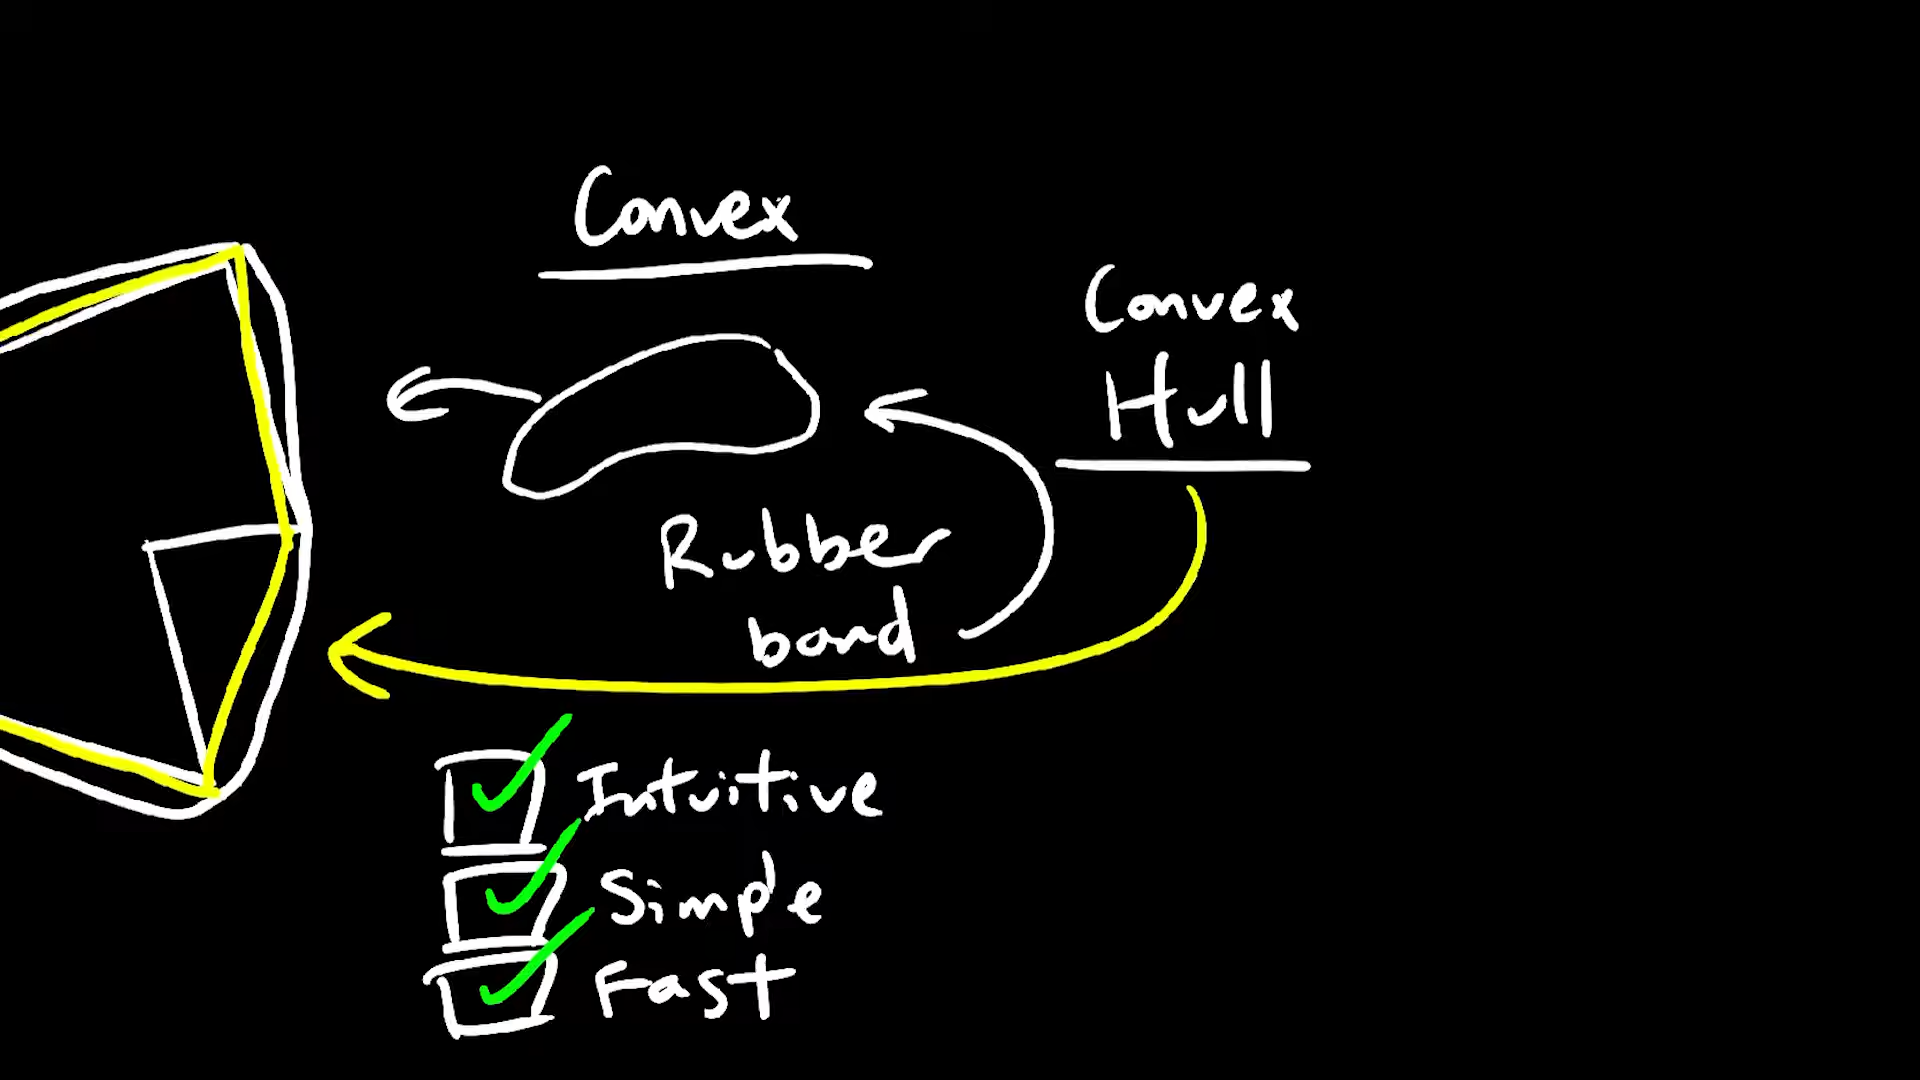 Convex
Convex
Hull
Rubber
band
Intuitive
Simple
Fast